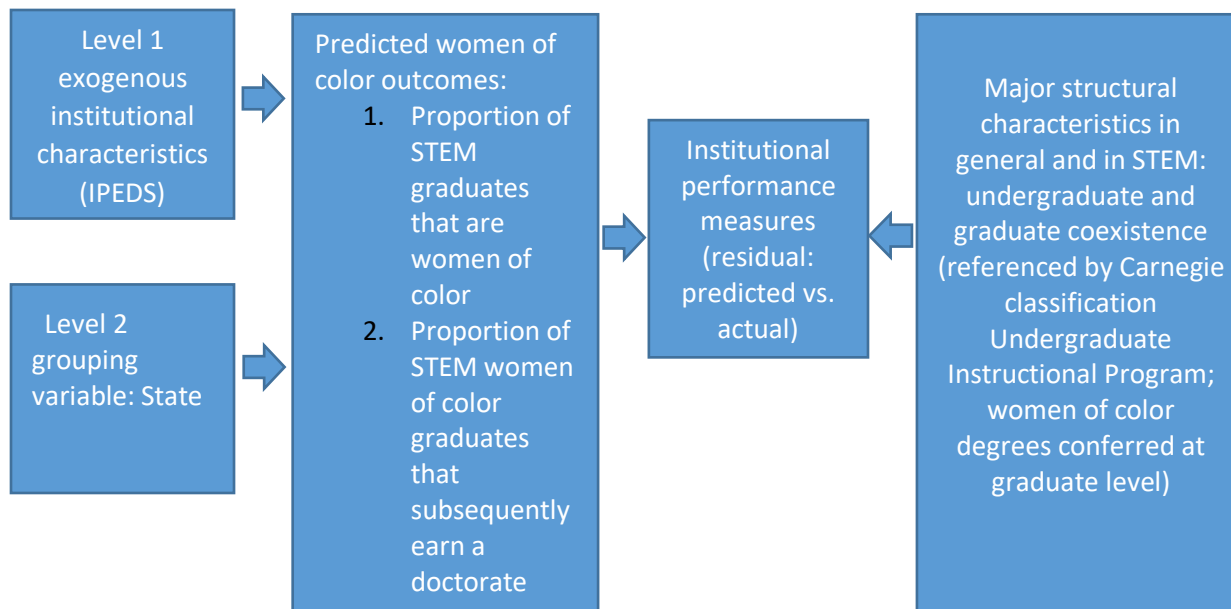 Level 1
exogenous
institutional
characteristics
(IPEDS)
Level 2
grouping
variable: State
Predicted women of
color outcomes:
1. Proportion of
STEM
graduates
that are
women of
color
2. Proportion of
STEM women
of color
graduates
that
subsequently
earn a
doctorate
Institutional
performance
measures
(residual:
predicted vs.
actual)
Major structural
characteristics in
general and in STEM:
undergraduate and
graduate coexistence
(referenced by Carnegie
classification
Undergraduate
Instructional Program;
women of color
degrees conferred at
graduate level)